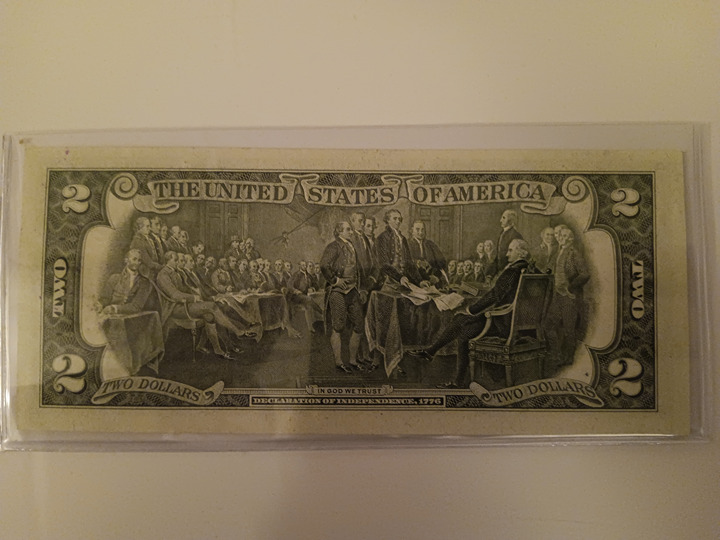 2 THE UNITED STATES OF AMERICA 2
TWO TWO
2 TWO DOLLARS IN GOD WE TRUST TWO DOLLARS 2
DECLARATION OF INDEPENDENCE, 1776